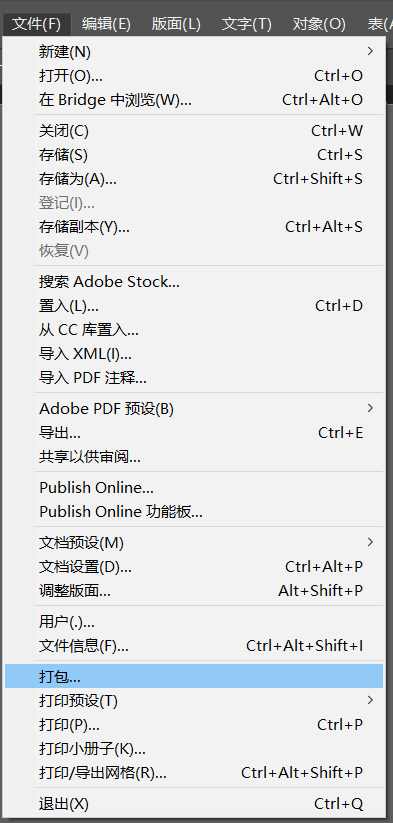 文件(F) 编辑(E) 版面(L) 文字(T) 对象(O) 表(
新建(N)
打开(O)... Ctrl+O
在 Bridge 中浏览(W)... Ctrl+Alt+O
关闭(C) Ctrl+W
存储(S) Ctrl+S
存储为(A)... Ctrl+Shift+S
登记(I)...
存储副本(Y)... Ctrl+Alt+S
恢复(V)
搜索 Adobe Stock...
置入(L)... Ctrl+D
从 CC 库置入...
导入 XML(I)...
导入 PDF 注释...
Adobe PDF 预设(B)
导出... Ctrl+E
共享以供审阅...
Publish Online...
Publish Online 功能板...
文档预设(M)
文档设置(D)... Ctrl+Alt+P
调整版面... Alt+Shift+P
用户(.)...
文件信息(F)... Ctrl+Alt+Shift+I
打包...
打印预设(T)
打印(P)... Ctrl+P
打印小册子(K)...
打印/导出网格(R)... Ctrl+Alt+Shift+P
退出(X) Ctrl+Q